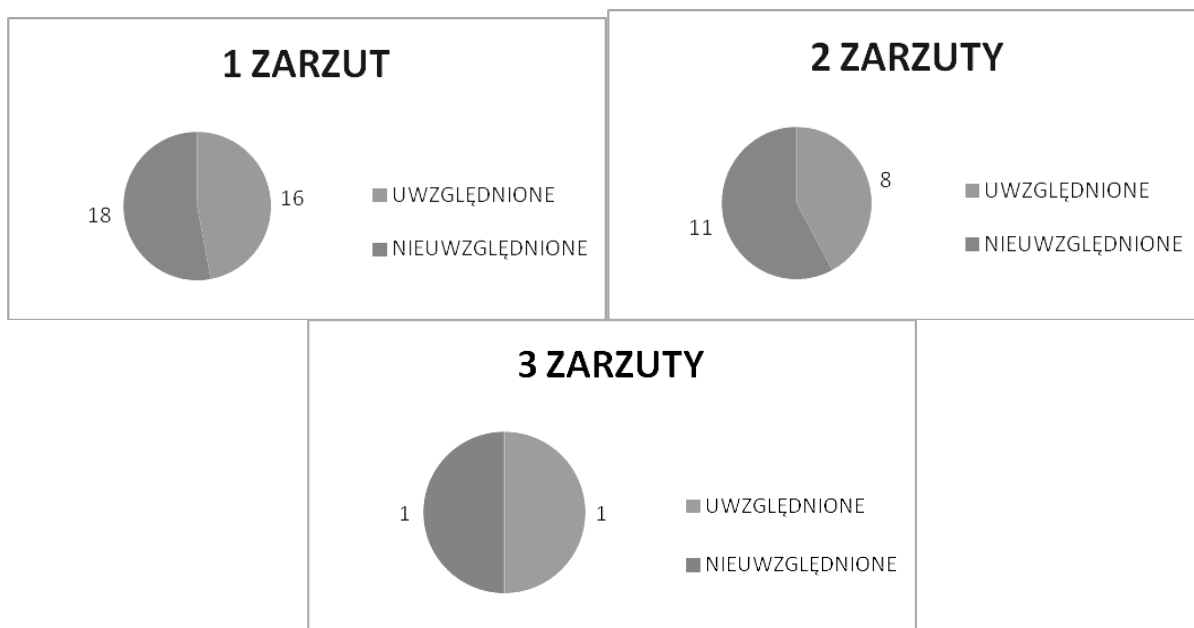 1 ZARZUT
16
18
UWZGLĘDNIONE
NIEUWZGLĘDNIONE
2 ZARZUTY
8
11
UWZGLĘDNIONE
NIEUWZGLĘDNIONE
3 ZARZUTY
1
1
UWZGLĘDNIONE
NIEUWZGLĘDNIONE